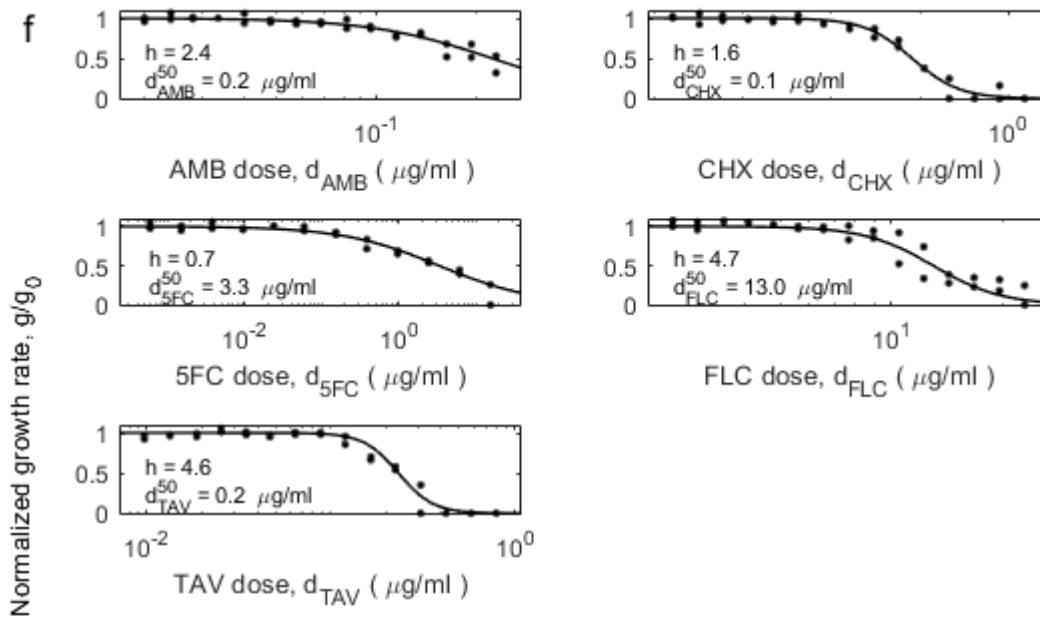 f
Normalized growth rate, g/g0
1
0.5
0
h = 2.4
d50AMB = 0.2 μg/ml
10-1
AMB dose, dAMB ( μg/ml )
1
0.5
0
h = 1.6
d50CHX = 0.1 μg/ml
100
CHX dose, dCHX ( μg/ml )
1
0.5
0
h = 0.7
d505FC = 3.3 μg/ml
10-2 100
5FC dose, d5FC ( μg/ml )
1
0.5
0
h = 4.7
d50FLC = 13.0 μg/ml
101
FLC dose, dFLC ( μg/ml )
1
0.5
0
h = 4.6
d50TAV = 0.2 μg/ml
10-2 100
TAV dose, dTAV ( μg/ml )